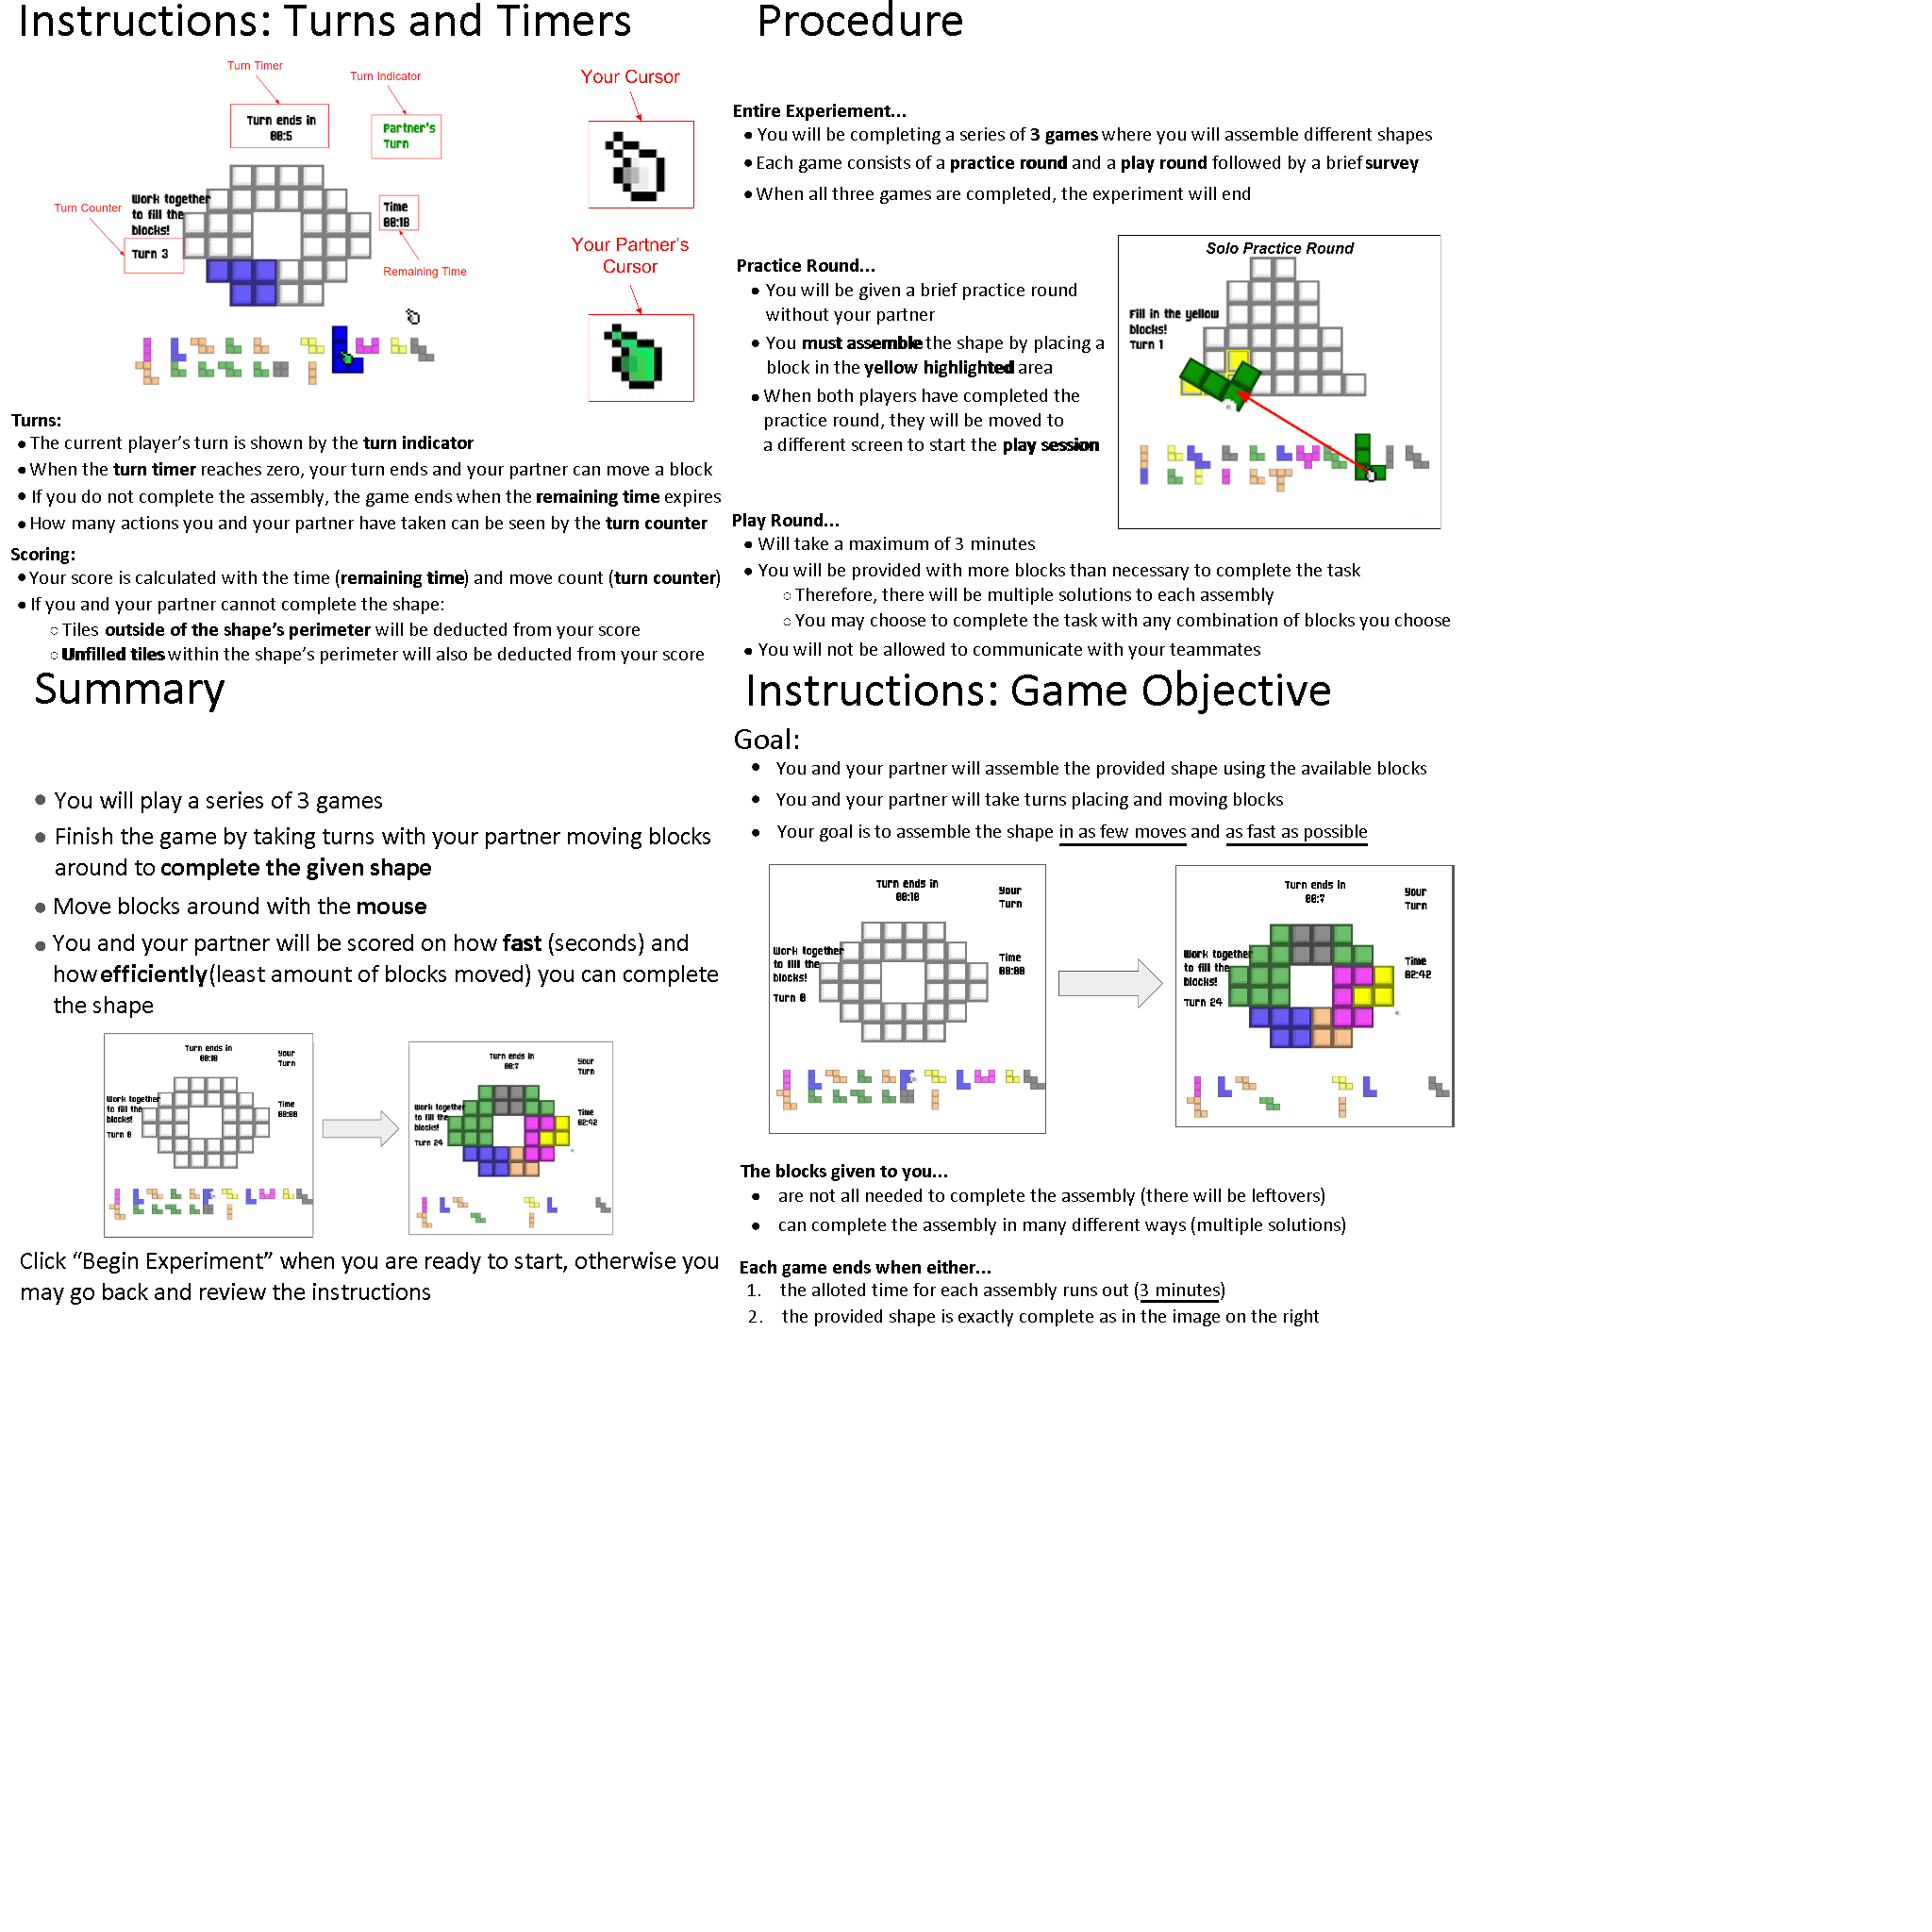 Instructions: Turns and Timers
Turn Timer
Turn Indicator
Your Cursor
Turn ends in
00:5
Partner's
Turn
Work together
to fill the
blocks!
Turn Counter
Turn 3
Time
00:18
Remaining Time
Your Partner's
Cursor
Turns:
• The current player's turn is shown by the turn indicator
• When the turn timer reaches zero, your turn ends and your partner can move a block
• If you do not complete the assembly, the game ends when the remaining time expires
• How many actions you and your partner have taken can be seen by the turn counter
Scoring:
• Your score is calculated with the time (remaining time) and move count (turn counter)
• If you and your partner cannot complete the shape:
○ Tiles outside of the shape's perimeter will be deducted from your score
○ Unfilled tiles within the shape's perimeter will also be deducted from your score
Procedure
Entire Experiement...
• You will be completing a series of 3 games where you will assemble different shapes
• Each game consists of a practice round and a play round followed by a brief survey
• When all three games are completed, the experiment will end
Practice Round...
• You will be given a brief practice round
without your partner
• You must assemble the shape by placing a
block in the yellow highlighted area
• When both players have completed the
practice round, they will be moved to
a different screen to start the play session
Solo Practice Round
Fill in the yellow
blocks!
Turn 1
Play Round...
• Will take a maximum of 3 minutes
• You will be provided with more blocks than necessary to complete the task
○ Therefore, there will be multiple solutions to each assembly
○ You may choose to complete the task with any combination of blocks you choose
• You will not be allowed to communicate with your teammates
Summary
• You will play a series of 3 games
• Finish the game by taking turns with your partner moving blocks
around to complete the given shape
• Move blocks around with the mouse
• You and your partner will be scored on how fast (seconds) and
how efficiently (least amount of blocks moved) you can complete
the shape
Turn ends in
00:10
Your
Turn
Work together
to fill the
blocks!
Turn 0
Time
00:00
Turn ends in
00:7
Your
Turn
Work together
to fill the
blocks!
Turn 24
Time
02:42
Click “Begin Experiment” when you are ready to start, otherwise you
may go back and review the instructions
Instructions: Game Objective
Goal:
• You and your partner will assemble the provided shape using the available blocks
• You and your partner will take turns placing and moving blocks
• Your goal is to assemble the shape in as few moves and as fast as possible
Turn ends in
00:10
Your
Turn
Work together
to fill the
blocks!
Turn 0
Time
00:00
Turn ends in
00:7
Your
Turn
Work together
to fill the
blocks!
Turn 24
Time
02:42
The blocks given to you...
• are not all needed to complete the assembly (there will be leftovers)
• can complete the assembly in many different ways (multiple solutions)
Each game ends when either...
1. the alloted time for each assembly runs out (3 minutes)
2. the provided shape is exactly complete as in the image on the right